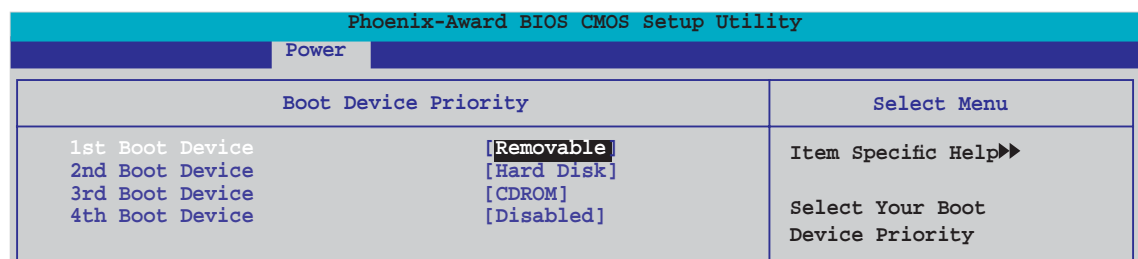 Phoenix-Award BIOS CMOS Setup Utility
Power
Boot Device Priority
Select Menu
1st Boot Device [Removable]
2nd Boot Device [Hard Disk]
3rd Boot Device [CDROM]
4th Boot Device [Disabled]
Item Specific Help
Select Your Boot
Device Priority